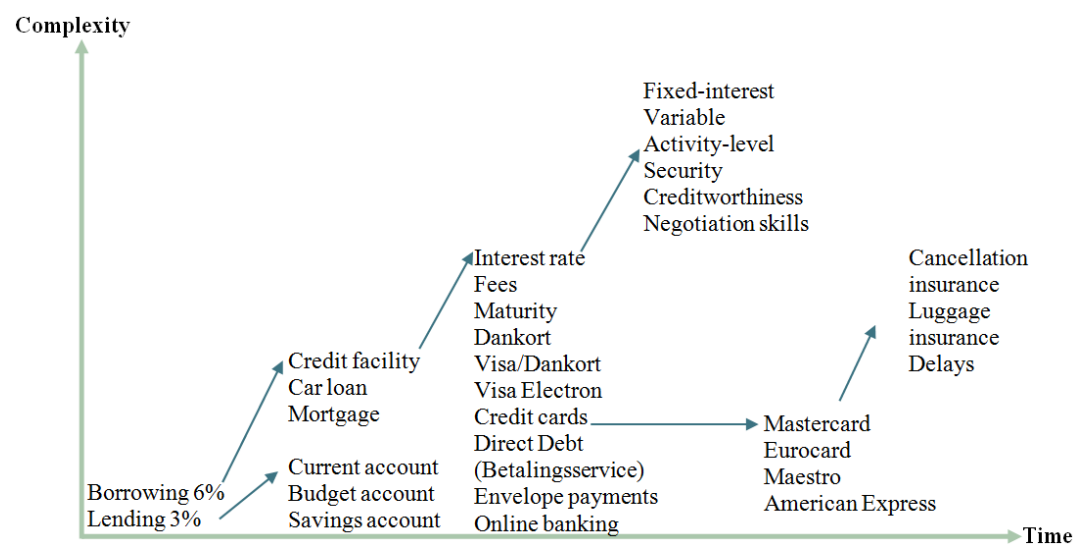 Complexity
Fixed-interest
Variable
Activity-level
Security
Creditworthiness
Negotiation skills
Interest rate
Fees
Maturity
Dankort
Visa/Dankort
Visa Electron
Credit cards
Direct Debt
(Betalingsservice)
Envelope payments
Online banking
Cancellation
insurance
Luggage
insurance
Delays
Credit facility
Car loan
Mortgage
Current account
Budget account
Savings account
Mastercard
Eurocard
Maestro
American Express
Borrowing 6%
Lending 3%
Time